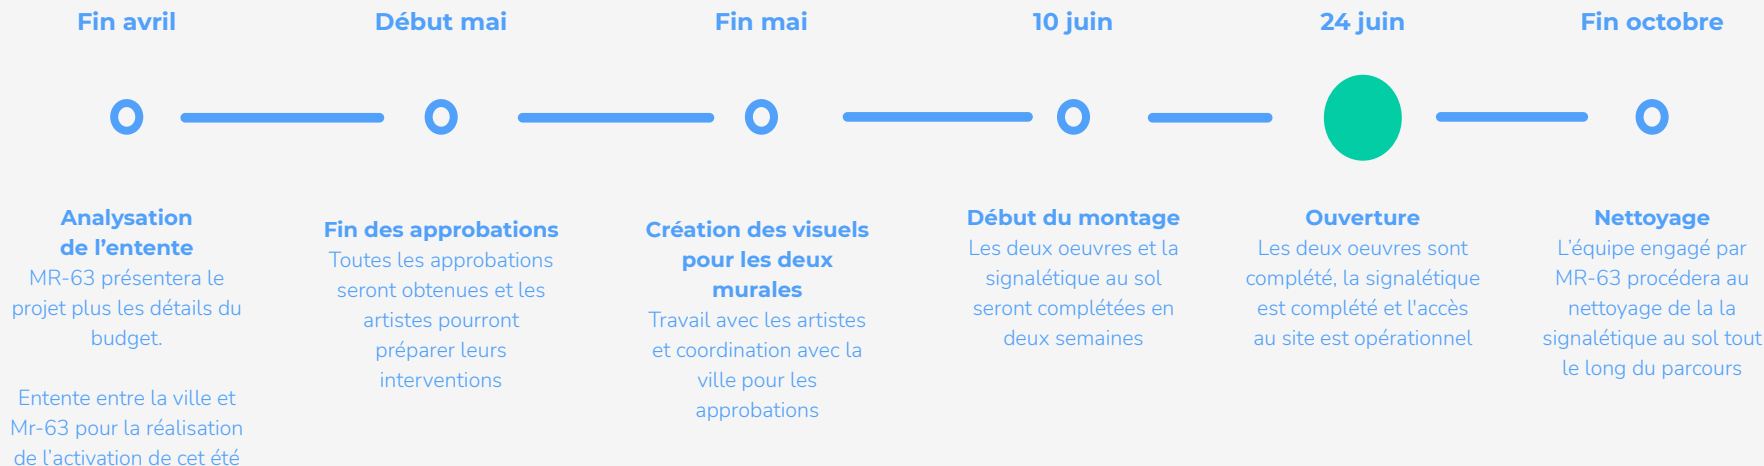 Fin avril
Début mai
Fin mai
10 juin
24 juin
Fin octobre
Analysation
de l’entente
MR-63 présentera le
projet plus les détails du
budget.
Entente entre la ville et
Mr-63 pour la réalisation
de l’activation de cet été
Fin des approbations
Toutes les approbations
seront obtenues et les
artistes pourront
préparer leurs
interventions
Création des visuels
pour les deux
murales
Travail avec les artistes
et coordination avec la
ville pour les
approbations
Début du montage
Les deux oeuvres et la
signalétique au sol
seront complétées en
deux semaines
Ouverture
Les deux oeuvres sont
complété, la signalétique
est complété et l'accès
au site est opérationnel
Nettoyage
L’équipe engagé par
MR-63 procédera au
nettoyage de la la
signalétique au sol tout
le long du parcours